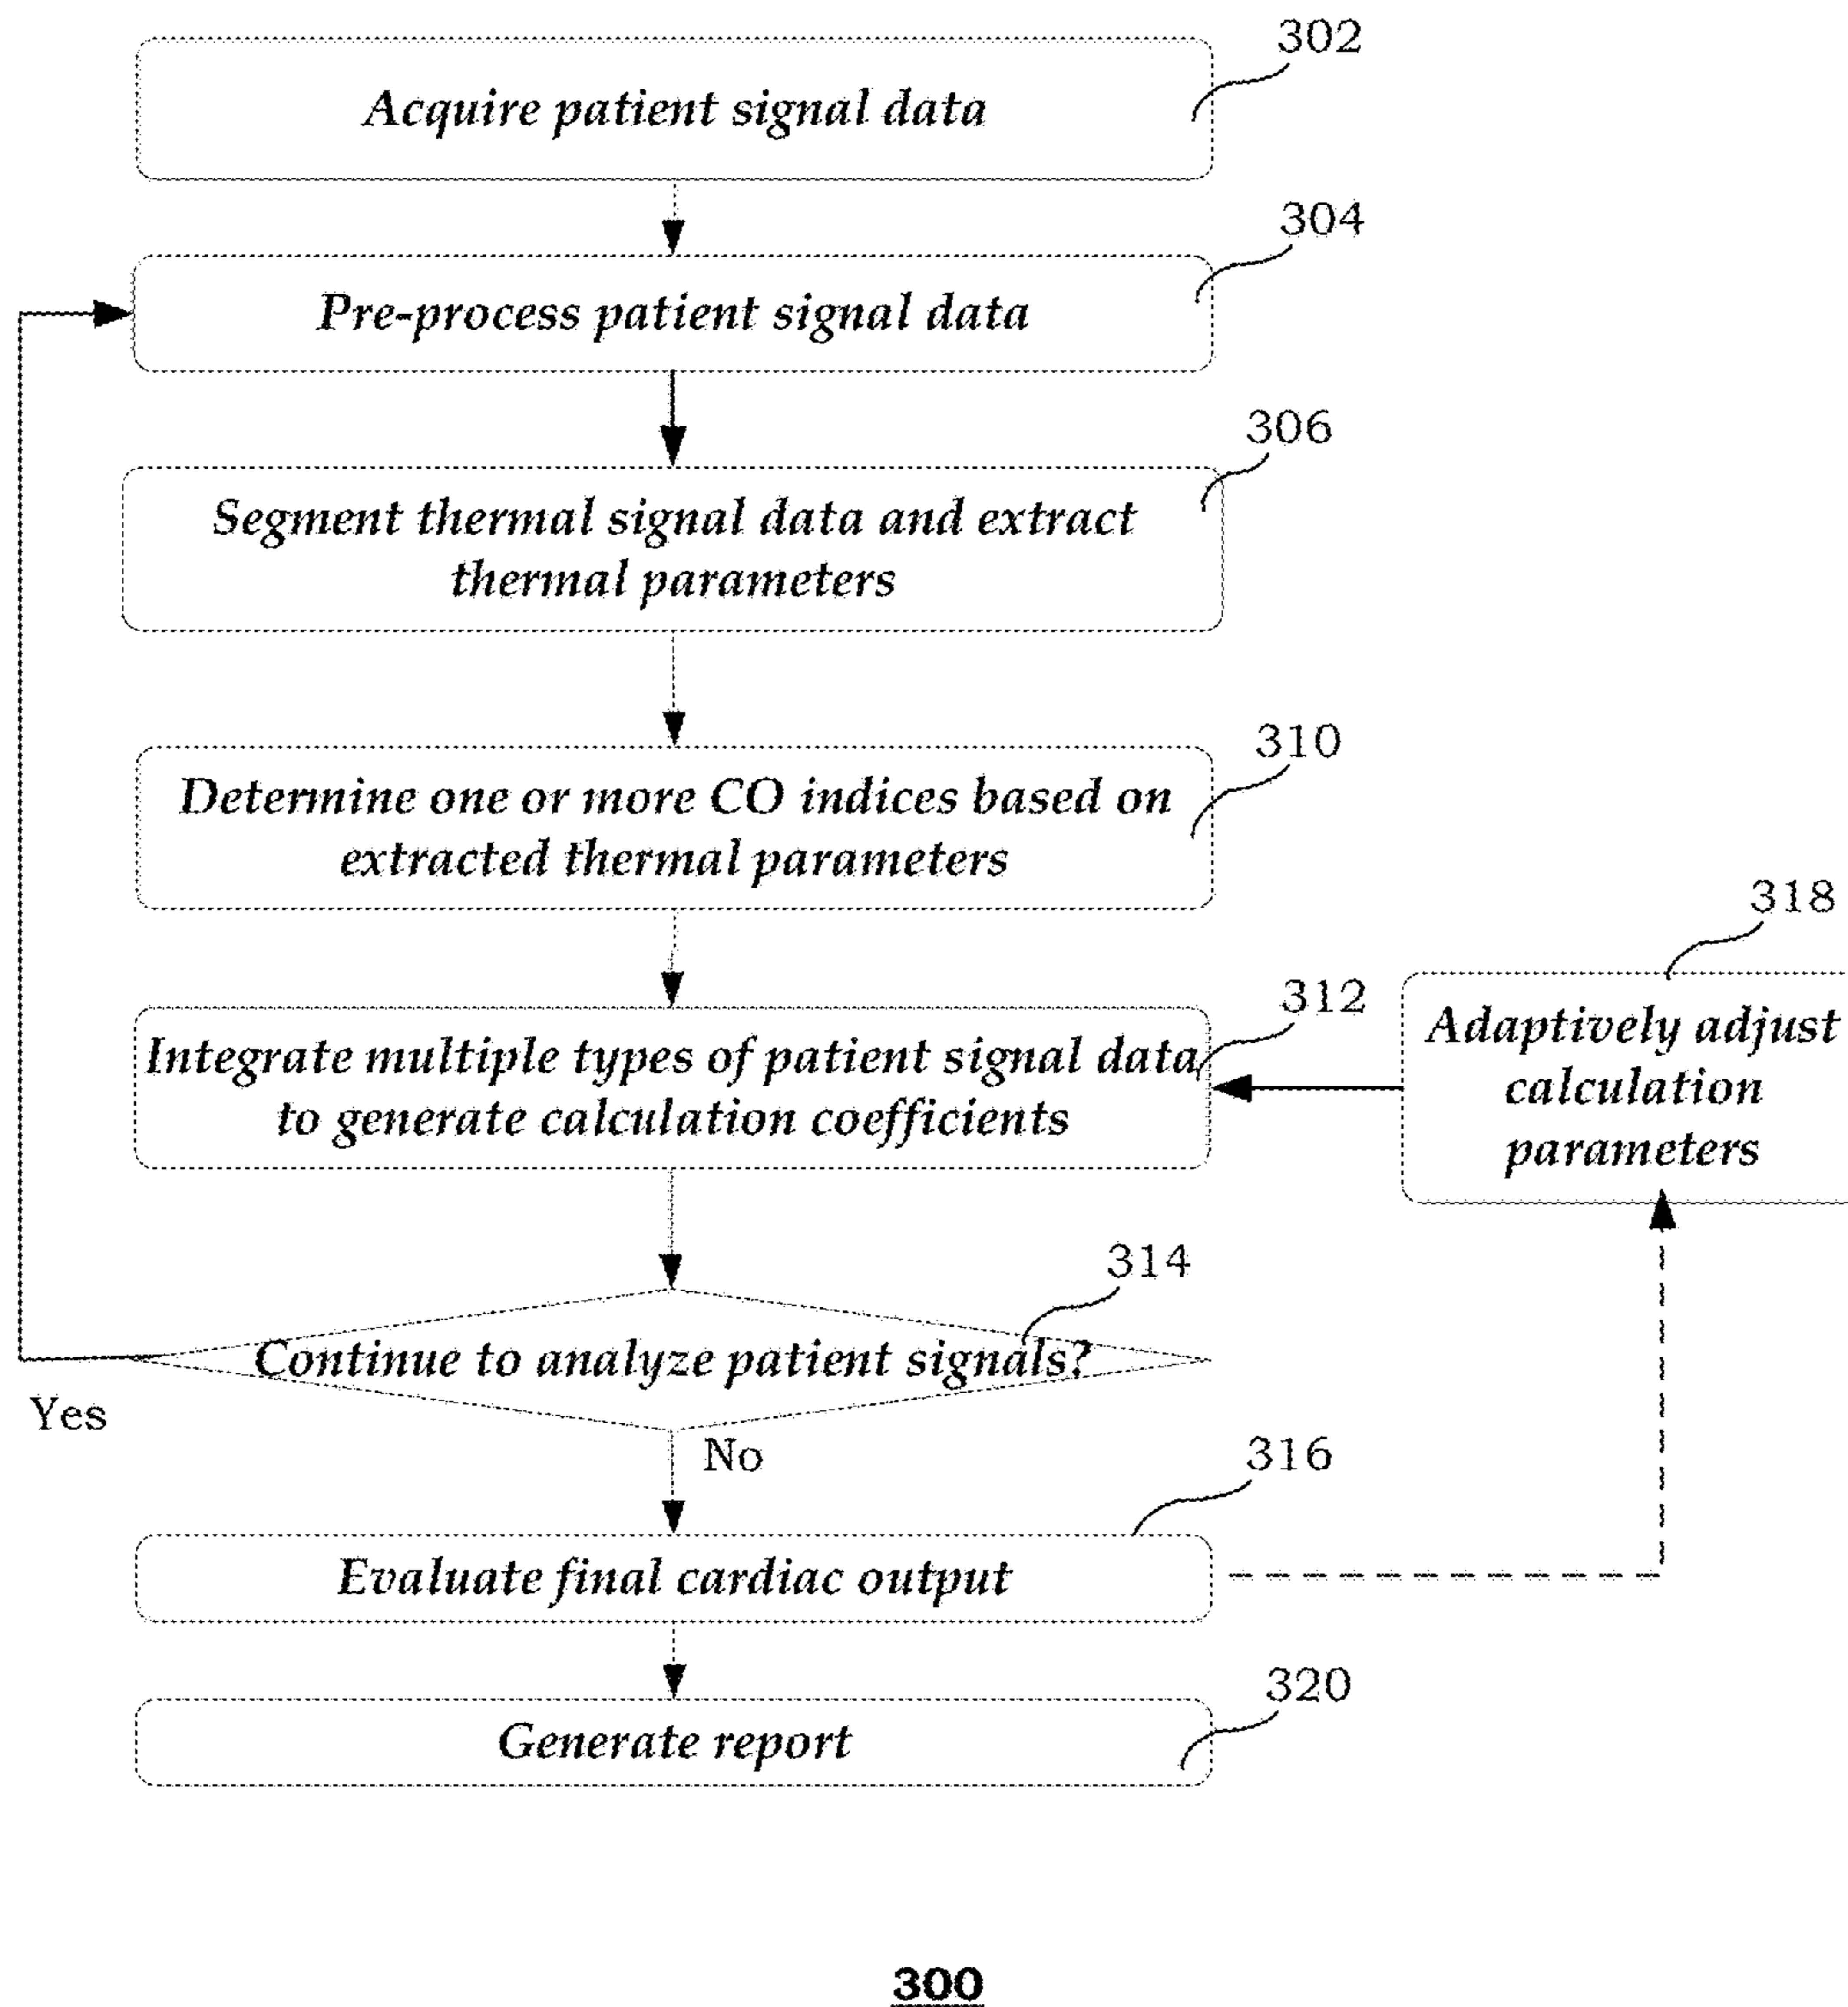 302
Acquire patient signal data
304
Pre-process patient signal data
306
Segment thermal signal data and extract
thermal parameters
310
Determine one or more CO indices based on
extracted thermal parameters
318
Adaptively adjust
calculation
parameters
312
Integrate multiple types of patient signal data
to generate calculation coefficients
314
Continue to analyze patient signals?
Yes
No
316
Evaluate final cardiac output
320
Generate report
300